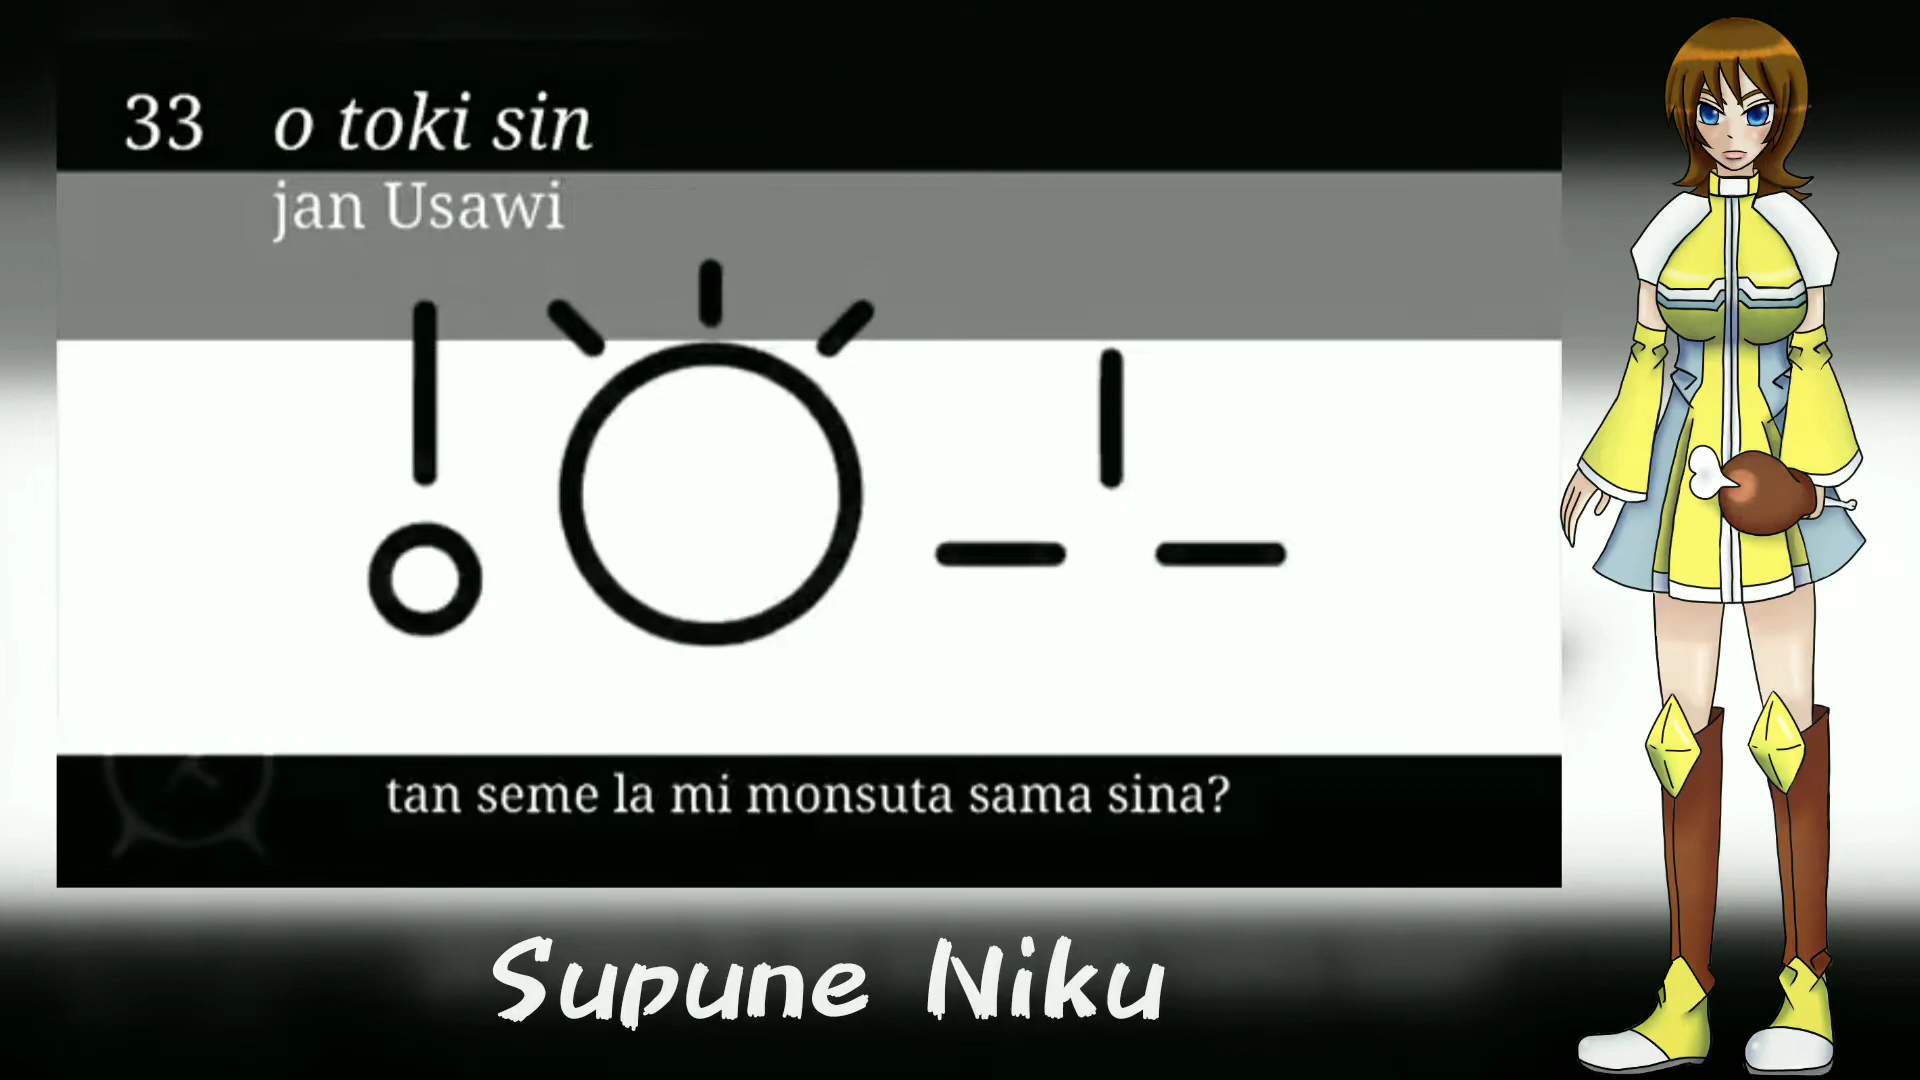 33 o toki sin
jan Usawi
tan seme la mi monsuta sama sina?
Supune Niku